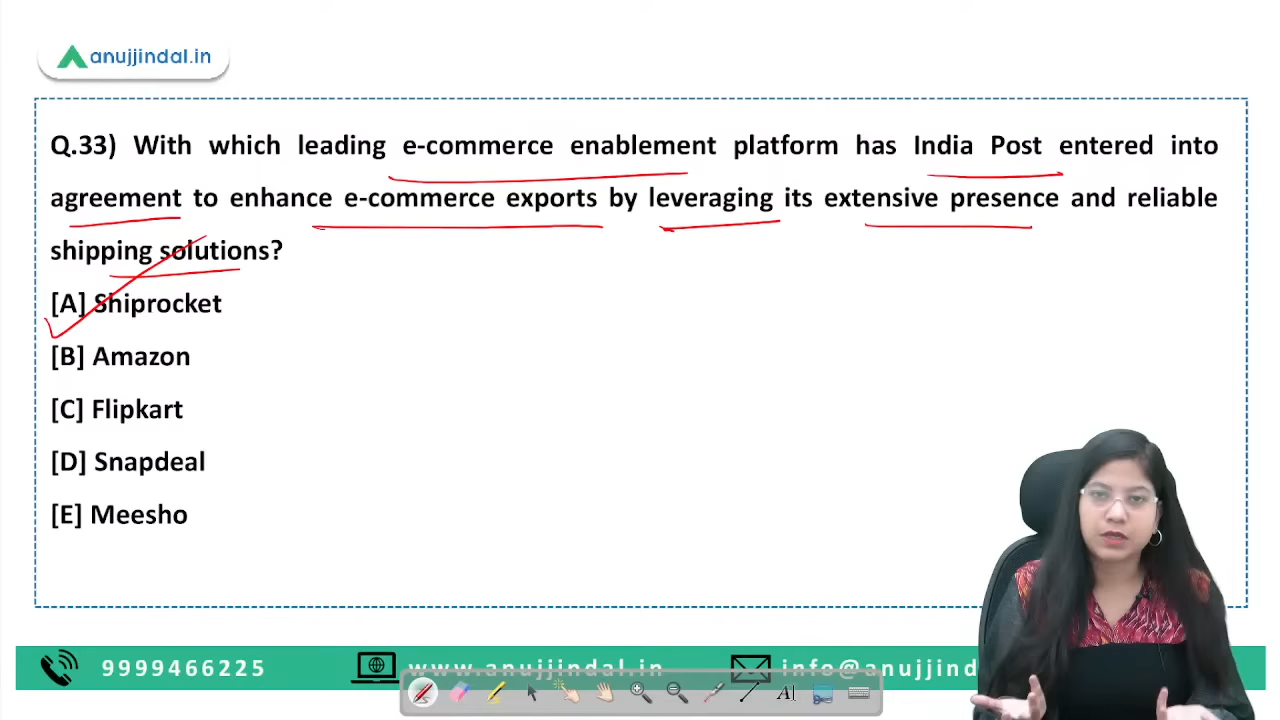 anujjindal.in
Q.33) With which leading e-commerce enablement platform has India Post entered into
agreement to enhance e-commerce exports by leveraging its extensive presence and reliable
shipping solutions?
[A] Shiprocket
[B] Amazon
[C] Flipkart
[D] Snapdeal
[E] Meesho
9999466225
www.anujjindal.in
info@anujjind